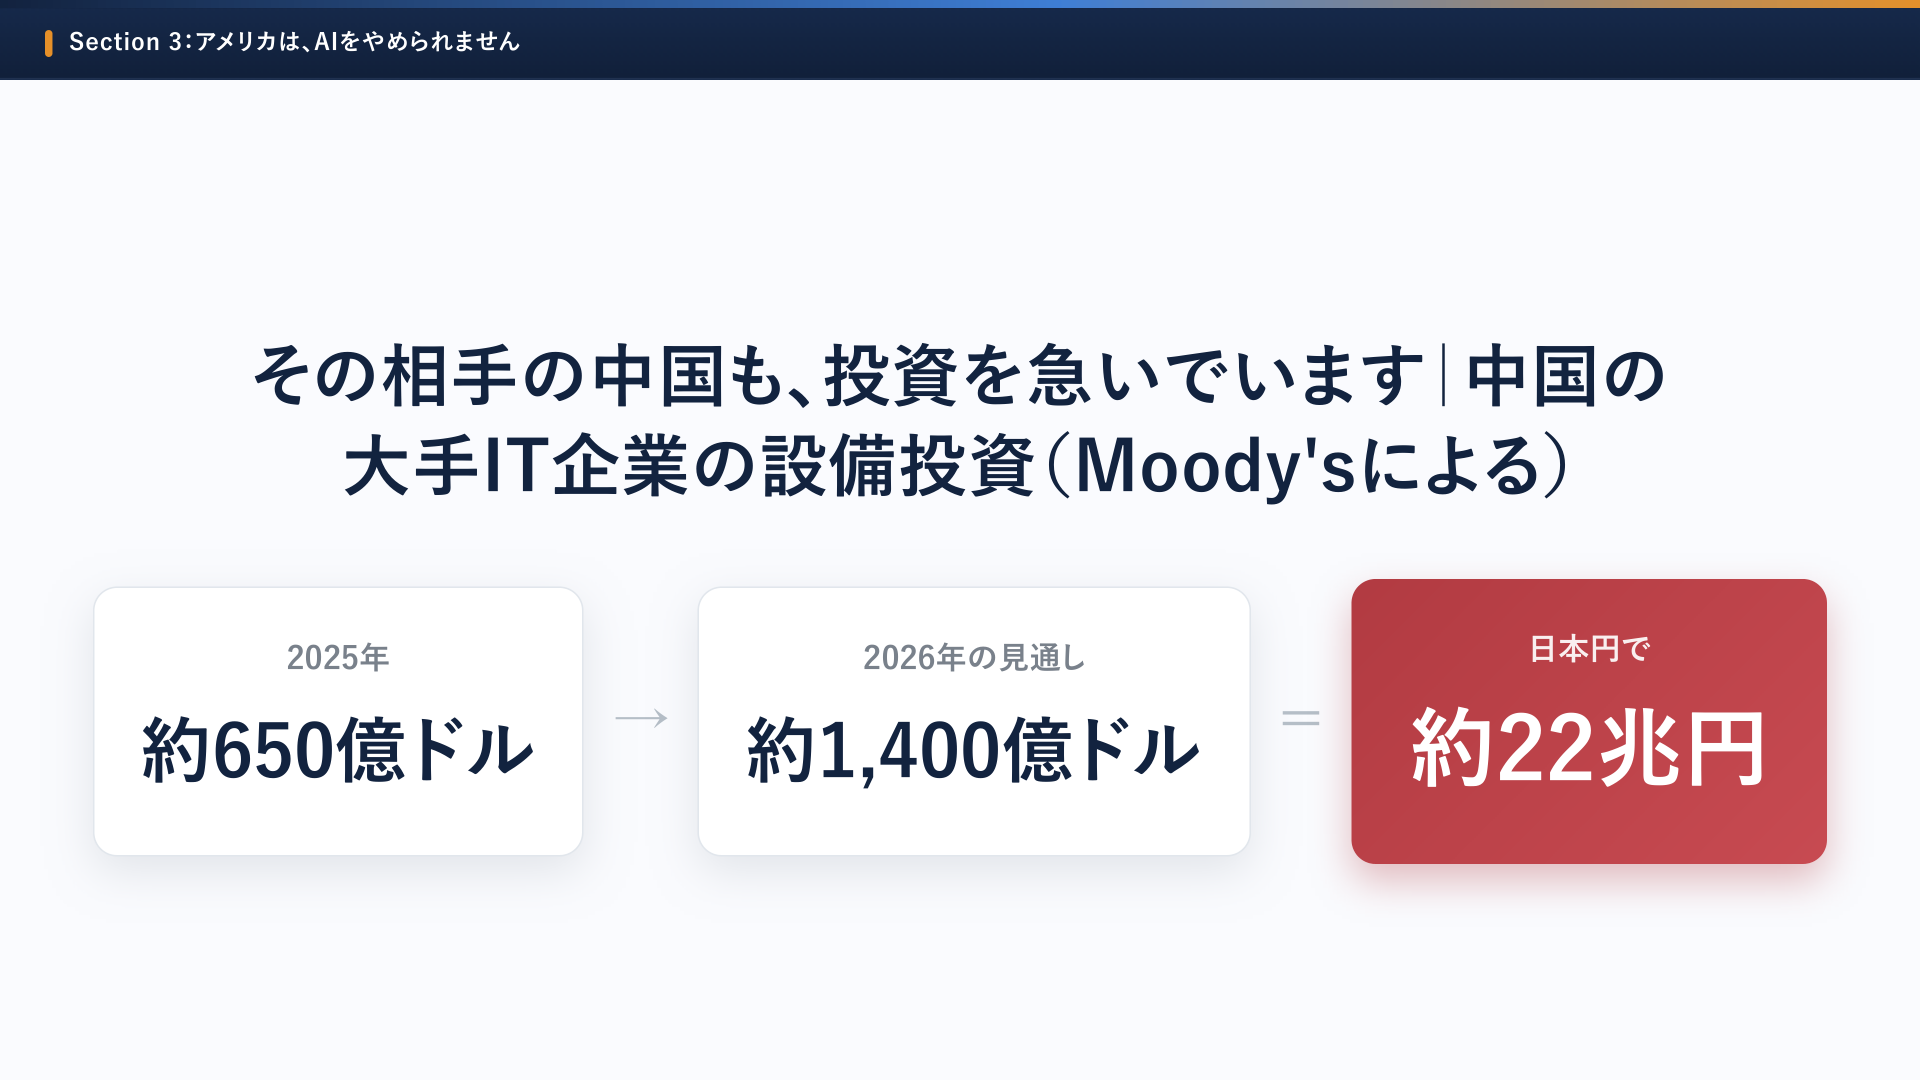 Section 3：アメリカは、AIをやめられません
その相手の中国も、投資を急いでいます｜中国の
大手IT企業の設備投資（Moody'sによる）
2025年
約650億ドル
→
2026年の見通し
約1,400億ドル
＝
日本円で
約22兆円